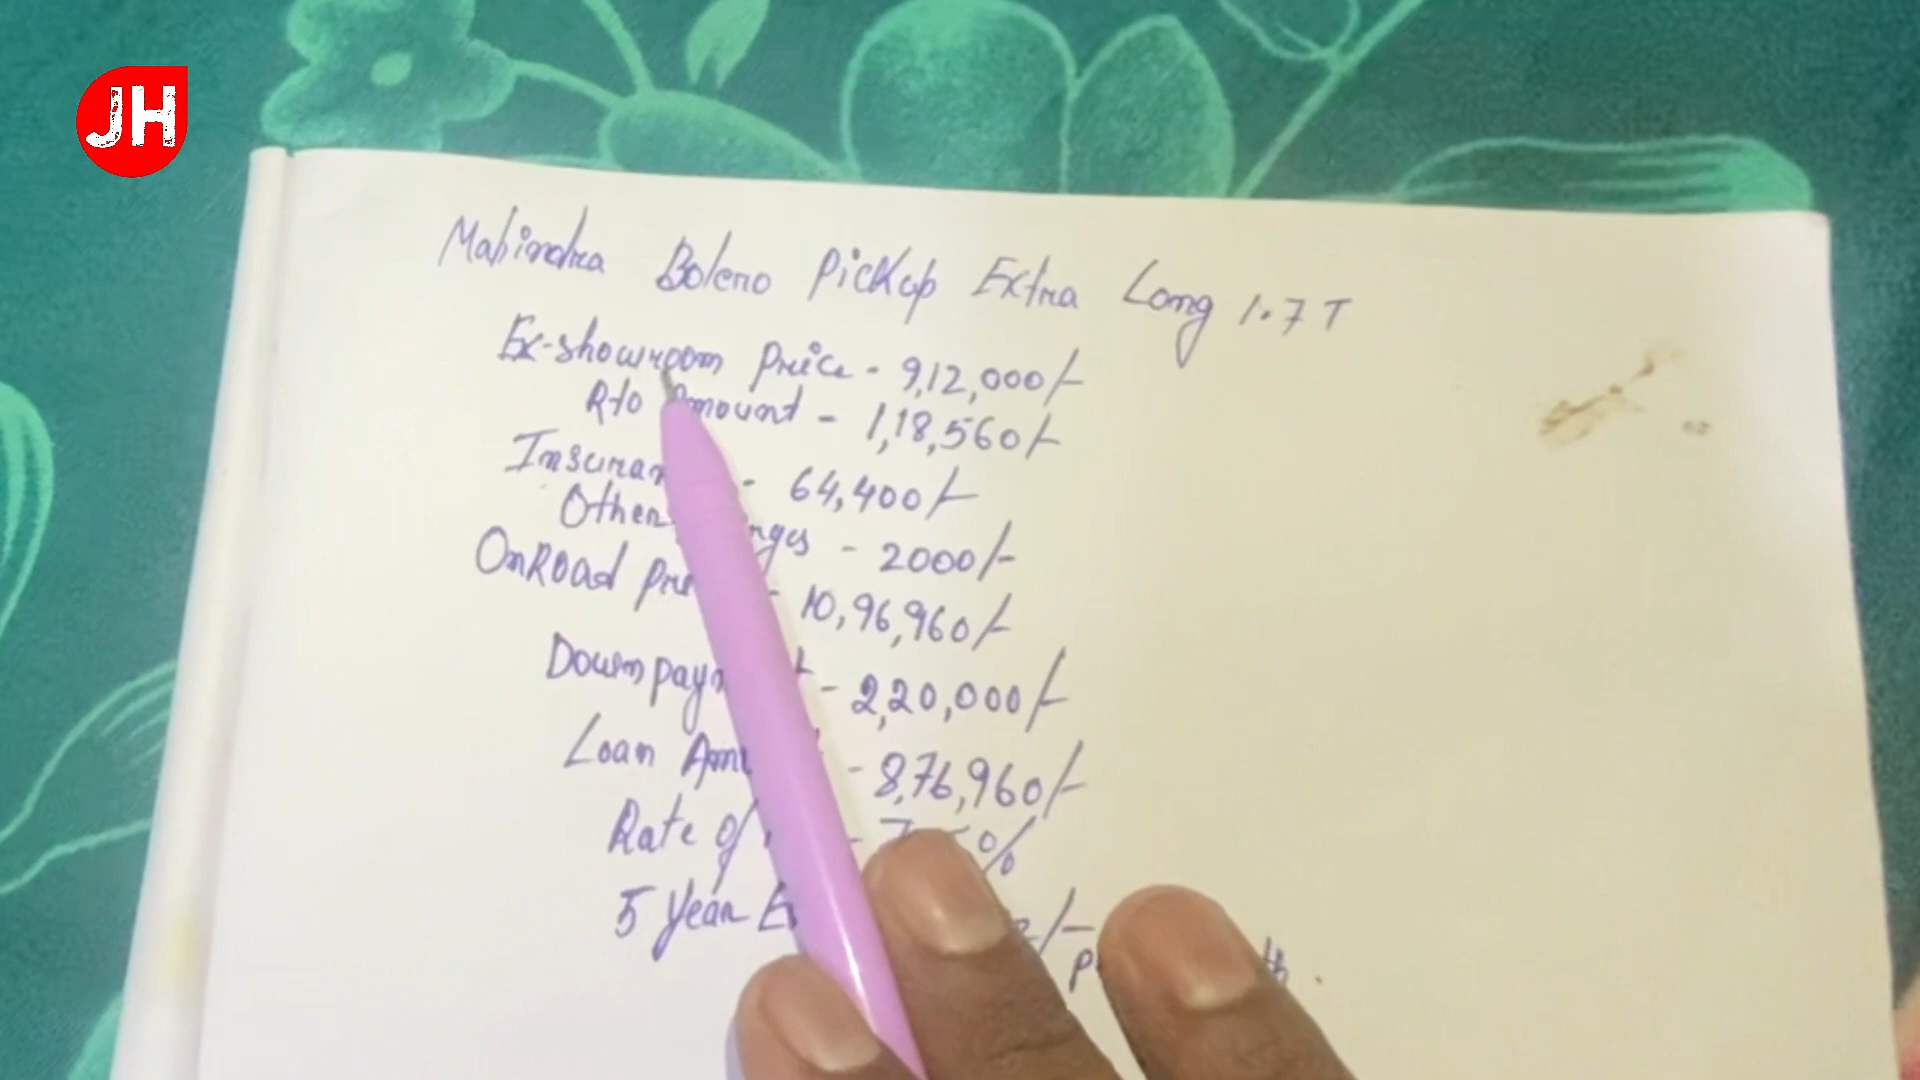 JH
Mahindra Bolero Pickup Extra Long 1.7 T
Ex-showroom Price - 9,12,000/-
Rto Amount - 1,18,560/-
- 64,400/-
Other - 2000/-
OnRoad - 10,96,960/-
- 2,20,000/-
Loan - 8,76,960/-
Rate of - %
5 Year /-